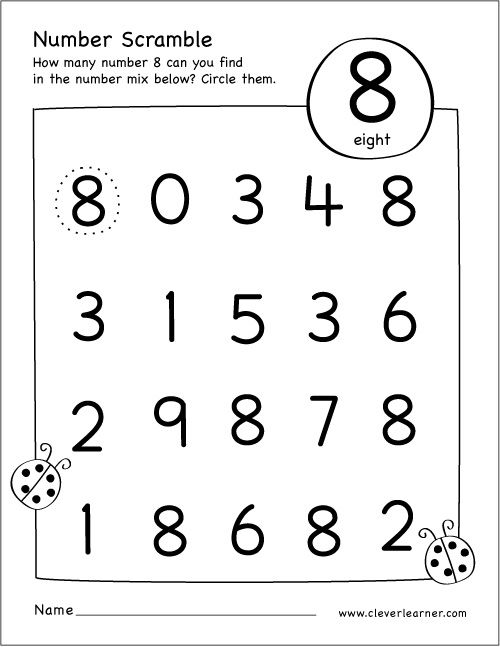 Number Scramble
How many number 8 can you find
in the number mix below? Circle them.
8
eight
8 0 3 4 8
3 1 5 3 6
2 9 8 7 8
1 8 6 8 2
Name
www.cleverlearner.com